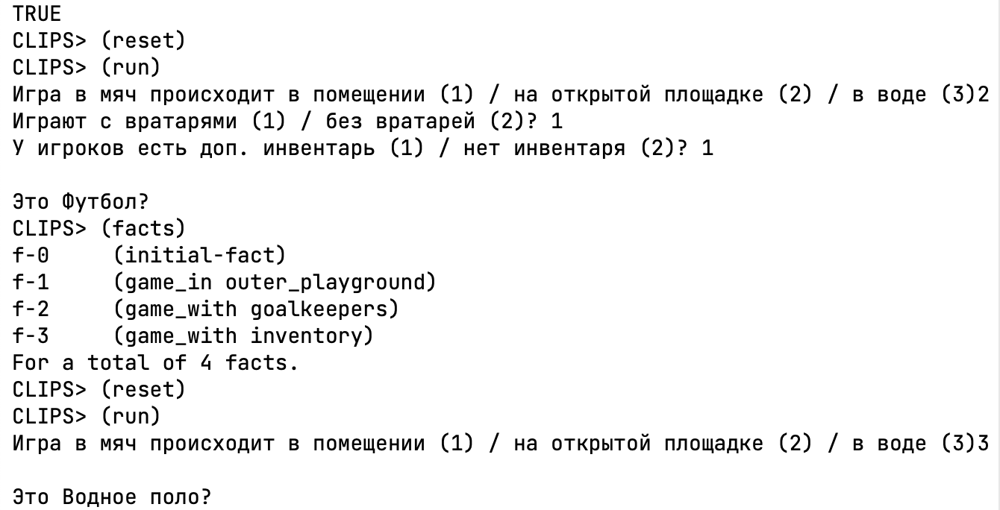 TRUE
CLIPS> (reset)
CLIPS> (run)
Игра в мяч происходит в помещении (1) / на открытой площадке (2) / в воде (3)2
Играют с вратарями (1) / без вратарей (2)? 1
У игроков есть доп. инвентарь (1) / нет инвентаря (2)? 1
Это Футбол?
CLIPS> (facts)
f-0     (initial-fact)
f-1     (game_in outer_playground)
f-2     (game_with goalkeepers)
f-3     (game_with inventory)
For a total of 4 facts.
CLIPS> (reset)
CLIPS> (run)
Игра в мяч происходит в помещении (1) / на открытой площадке (2) / в воде (3)3
Это Водное поло?